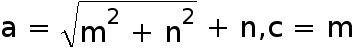 a = √(m² + n²) + n,c = m